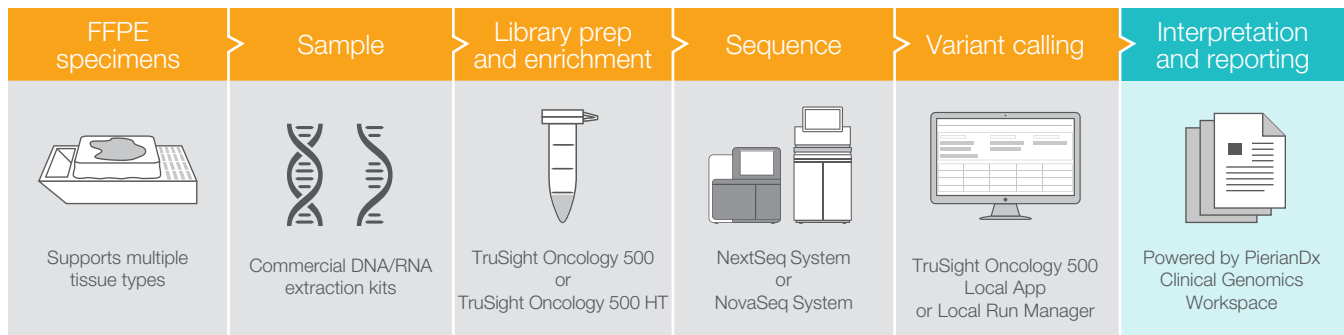 FFPE
specimens
Sample
Library prep
and enrichment
Sequence
Variant calling
Interpretation
and reporting
Supports multiple
tissue types
Commercial DNA/RNA
extraction kits
TruSight Oncology 500
or
TruSight Oncology 500 HT
NextSeq System
or
NovaSeq System
TruSight Oncology 500
Local App
or Local Run Manager
Powered by PierianDx
Clinical Genomics
Workspace